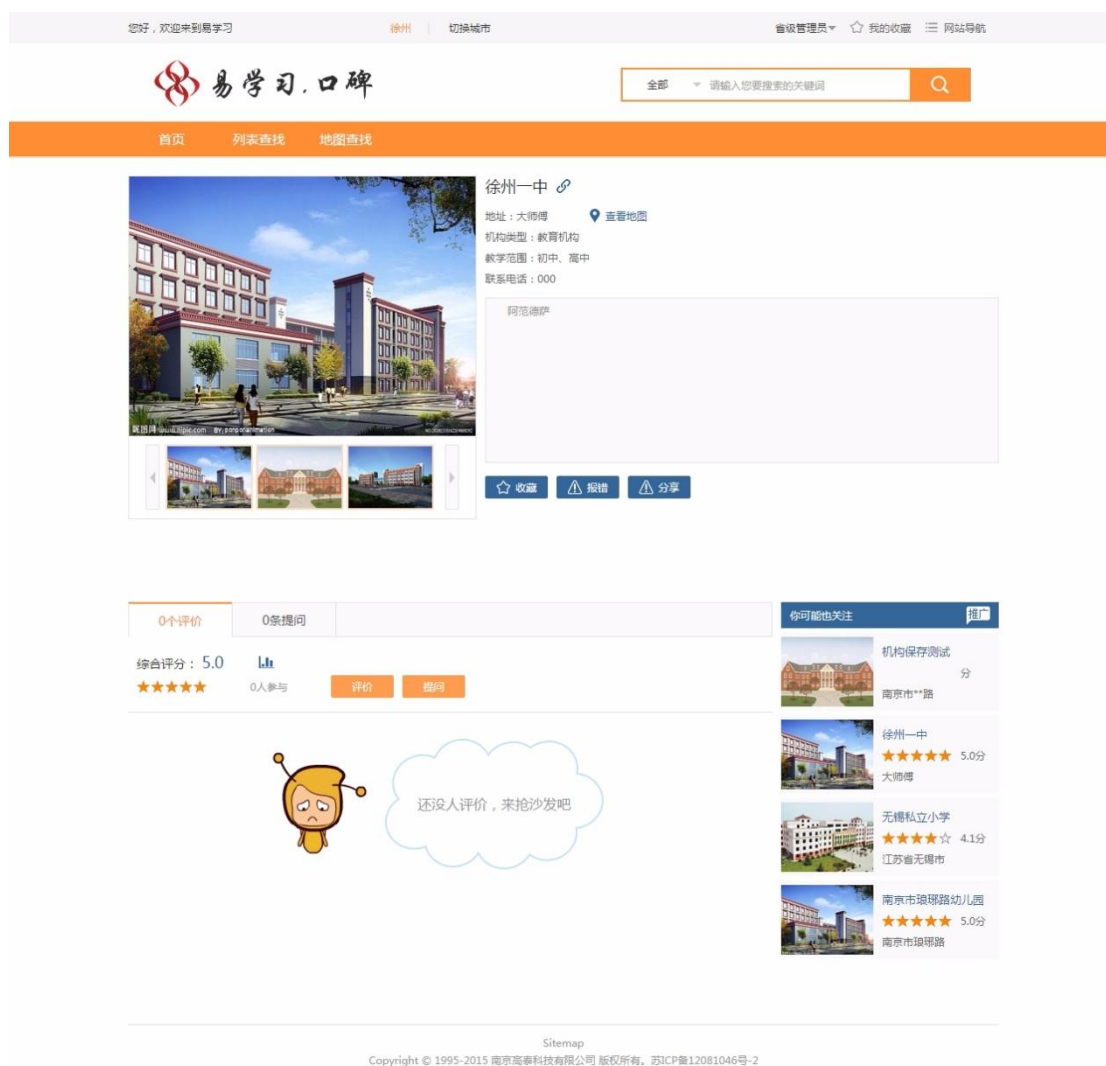 您好，欢迎来到易学习 徐州 切换城市 省级管理员 我的收藏 网站导航
易学习.口碑
全部 请输入您要搜索的关键词
首页 列表查找 地图查找
徐州一中
地址：大师傅 查看地图
机构类型：教育机构
教学范围：初中、高中
联系电话：000
阿范德萨
昵图网 www.nipic.com BY: ponponanimation
收藏 报错 分享
0个评价 0条提问
综合评分： 5.0
0人参与 评价 提问
还没人评价，来抢沙发吧
你可能也关注 推广
机构保存测试
分
南京市**路
徐州一中
5.0分
大师傅
无锡私立小学
4.1分
江苏省无锡市
南京市琅琊路幼儿园
5.0分
南京市琅琊路
Sitemap
Copyright © 1995-2015 南京高泰科技有限公司 版权所有。苏ICP备12081046号-2